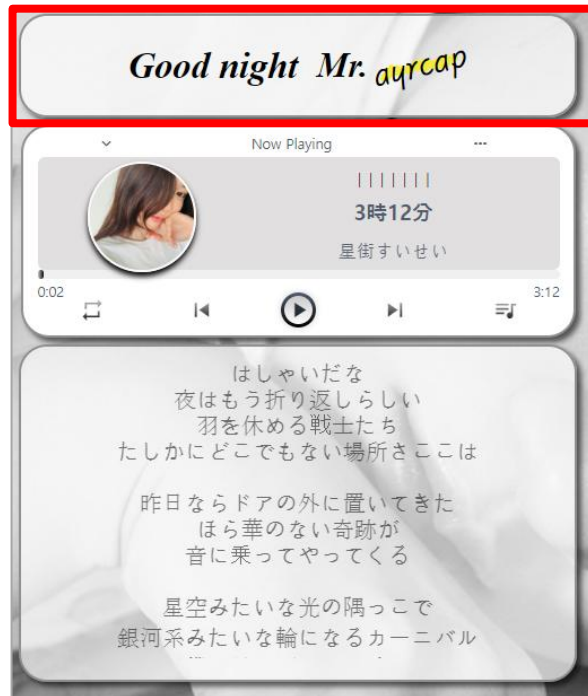 Good night Mr. ayrcap
Now Playing
3時12分
星街すいせい
0:02
3:12
はしゃいだな
夜はもう折り返しらしい
羽を休める戦士たち
たしかにどこでもない場所さここは
昨日ならドアの外に置いてきた
ほら華のない奇跡が
音に乗ってやってくる
星空みたいな光の隅っこで
銀河系みたいな輪になるカーニバル